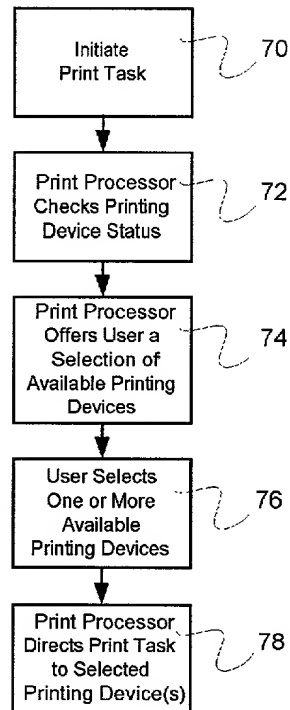 Initiate
Print Task
70
Print Processor
Checks Printing
Device Status
72
Print Processor
Offers User a
Selection of
Available Printing
Devices
74
User Selects
One or More
Available
Printing Devices
76
Print Processor
Directs Print Task
to Selected
Printing Device(s)
78